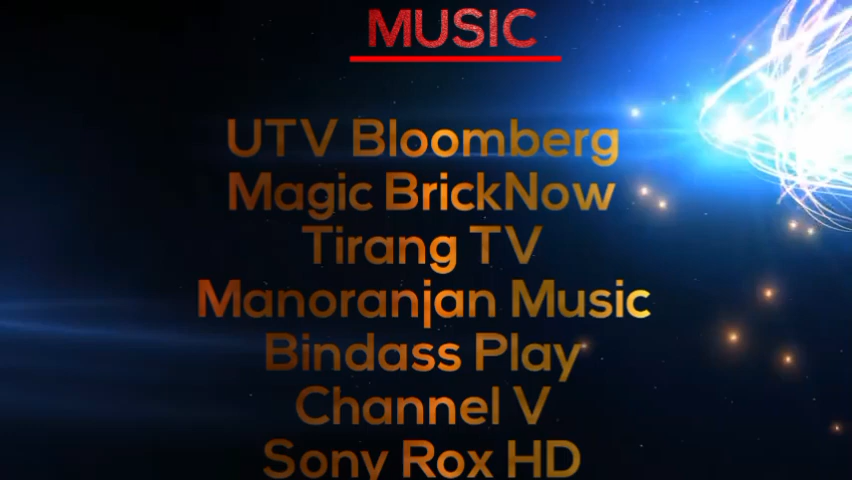 MUSIC
UTV Bloomberg
Magic BrickNow
Tirang TV
Manoranjan Music
Bindass Play
Channel V
Sony Rox HD